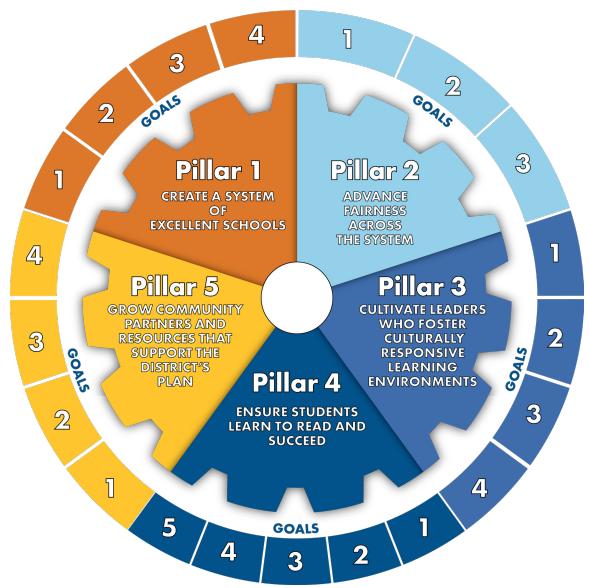 Pillar 1
CREATE A SYSTEM
OF
EXCELLENT SCHOOLS
GOALS
1
2
3
4
Pillar 2
ADVANCE
FAIRNESS
ACROSS
THE SYSTEM
GOALS
1
2
3
Pillar 3
CULTIVATE LEADERS
WHO FOSTER
CULTURALLY
RESPONSIVE
LEARNING
ENVIRONMENTS
GOALS
1
2
3
4
Pillar 4
ENSURE STUDENTS
LEARN TO READ AND
SUCCEED
GOALS
1
2
3
4
5
Pillar 5
GROW COMMUNITY
PARTNERS AND
RESOURCES THAT
SUPPORT THE
DISTRICT'S
PLAN
GOALS
1
2
3
4